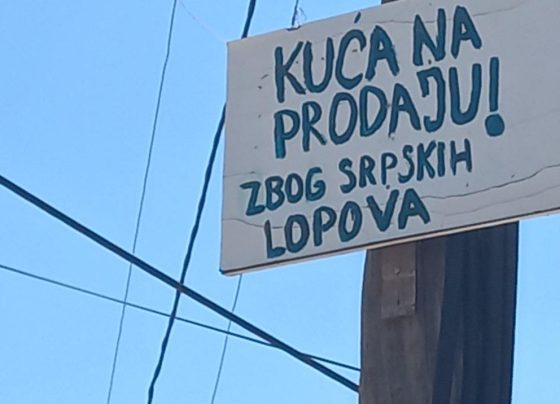 KUĆA NA
PRODAJU!
ZBOG SRPSKIH
LOPOVA